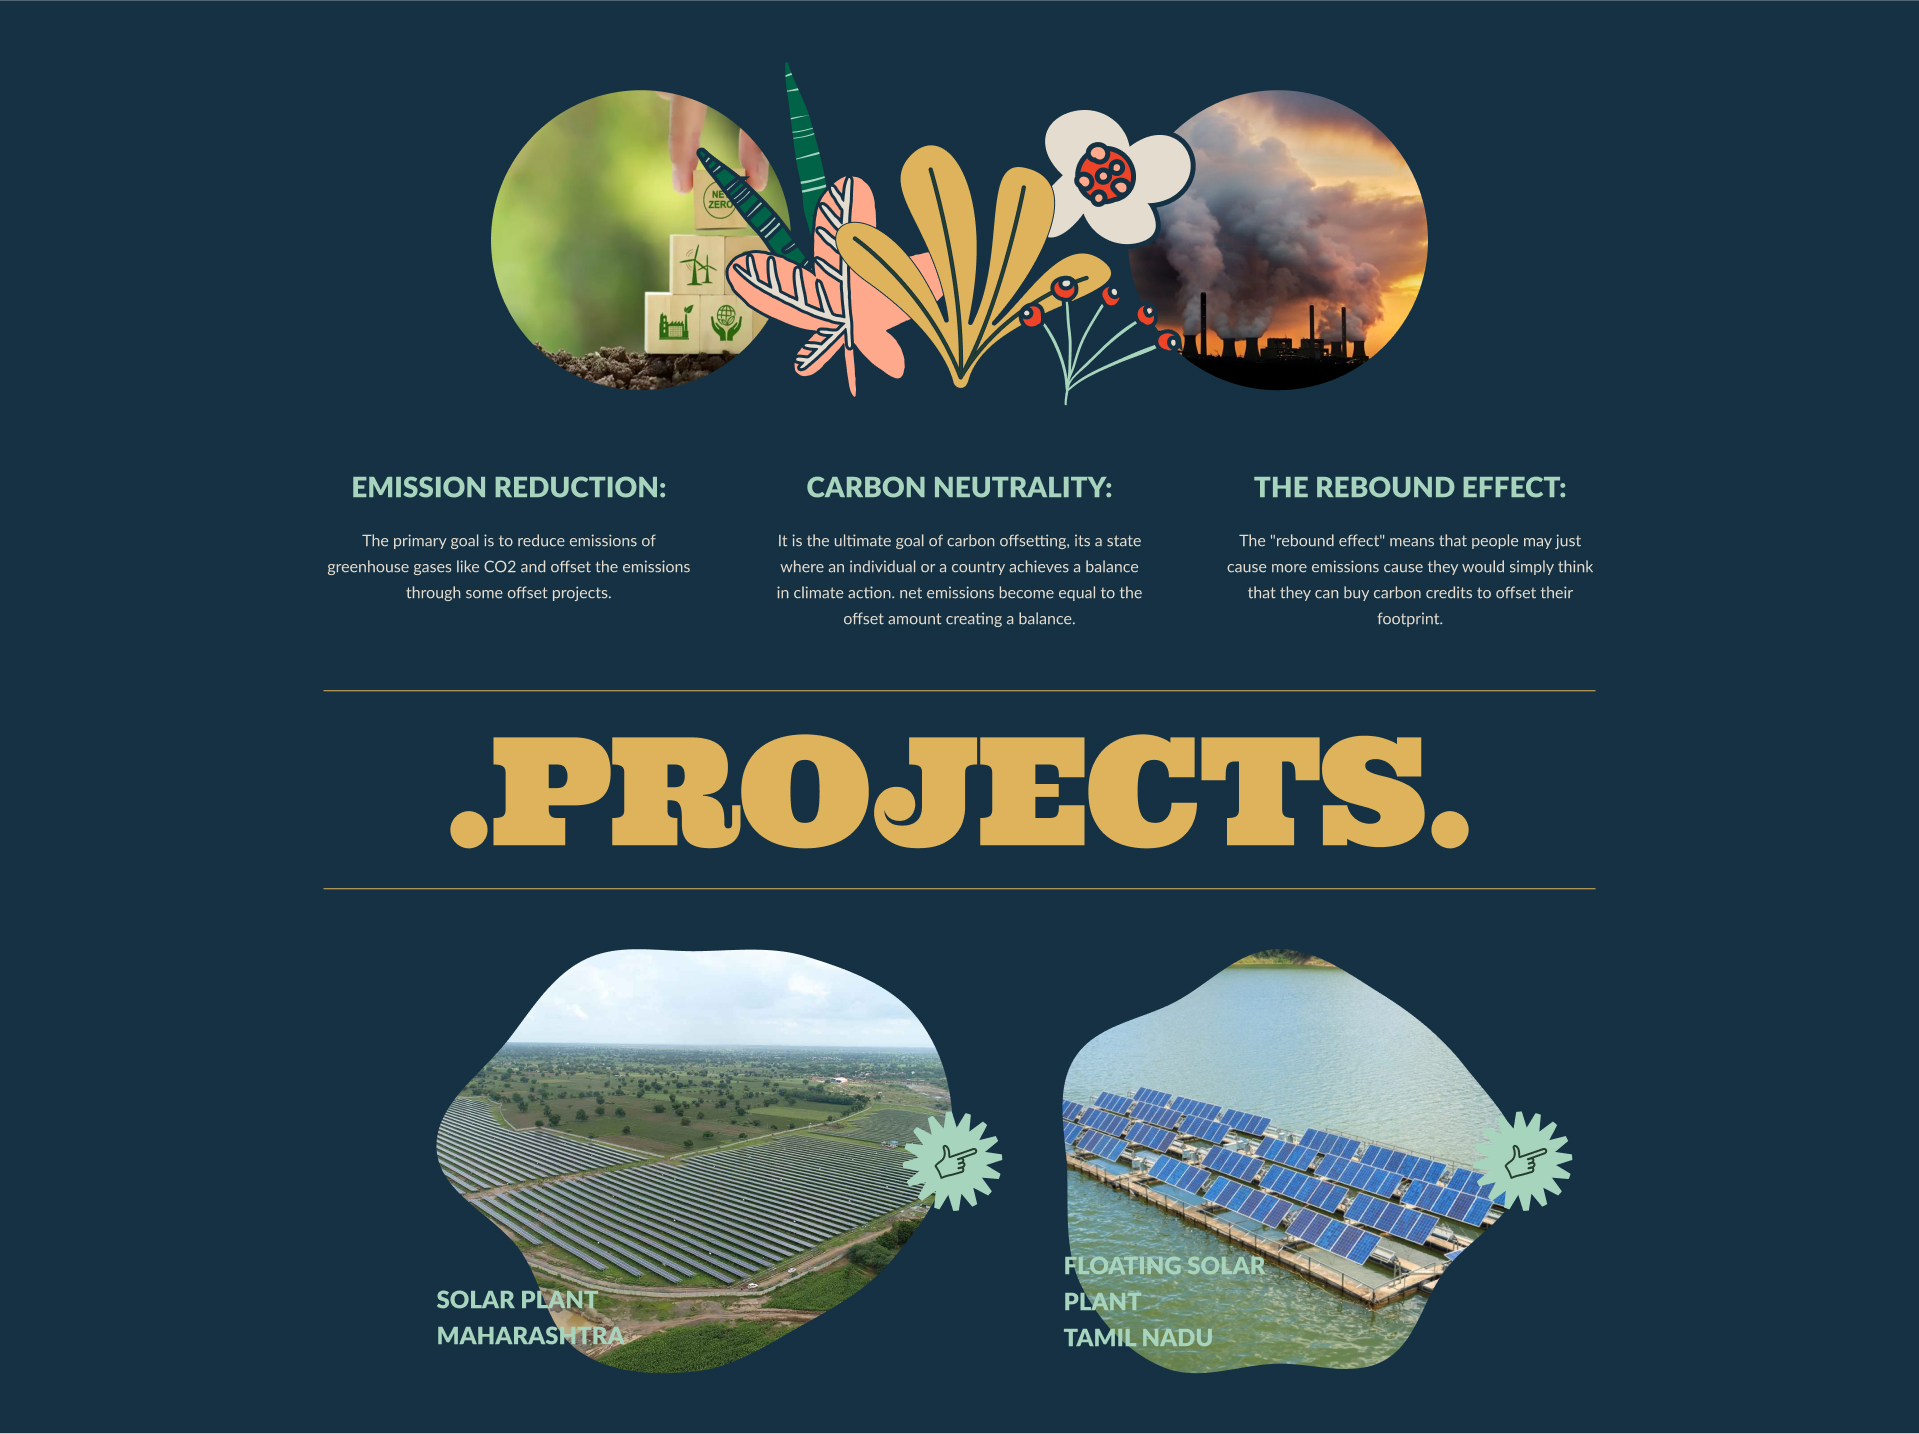 NET
ZERO
EMISSION REDUCTION:
The primary goal is to reduce emissions of
greenhouse gases like CO2 and offset the emissions
through some offset projects.
CARBON NEUTRALITY:
It is the ultimate goal of carbon offsetting, its a state
where an individual or a country achieves a balance
in climate action. net emissions become equal to the
offset amount creating a balance.
THE REBOUND EFFECT:
The "rebound effect" means that people may just
cause more emissions cause they would simply think
that they can buy carbon credits to offset their
footprint.
.PROJECTS.
SOLAR PLANT
MAHARASHTRA
FLOATING SOLAR
PLANT
TAMIL NADU